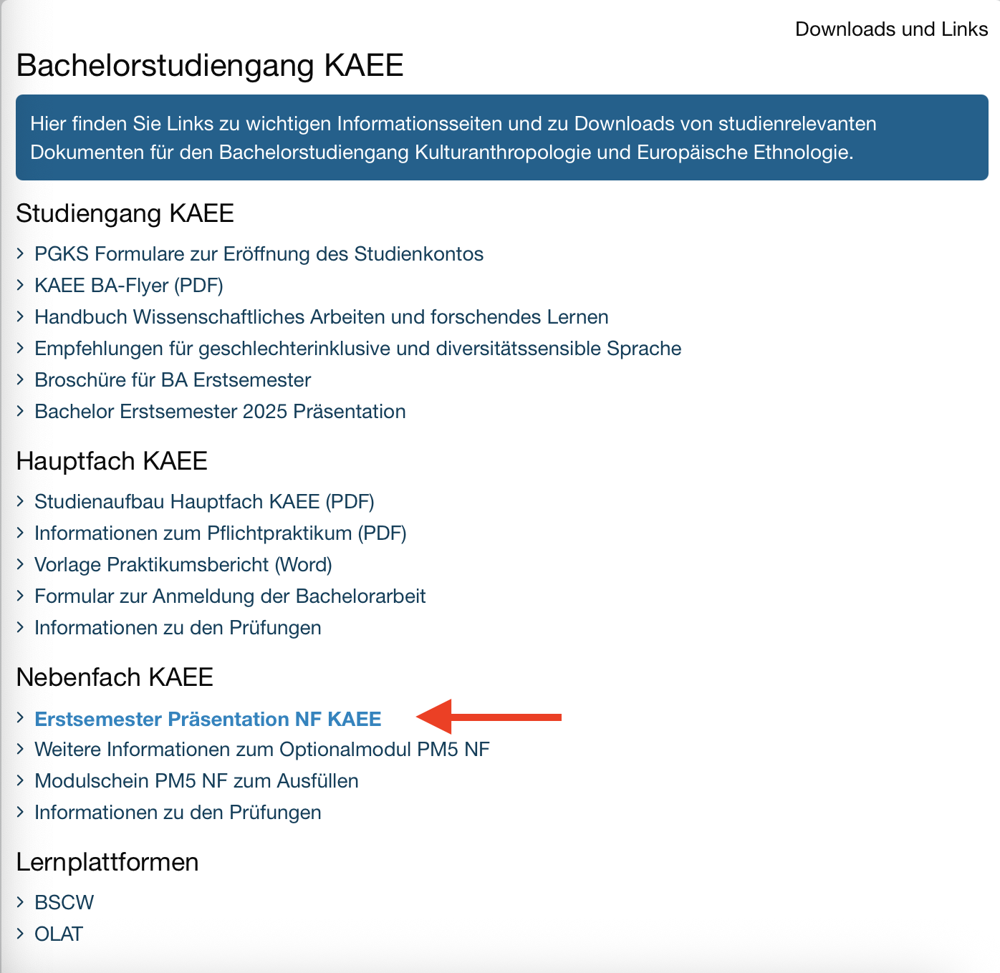 Downloads und Links
Bachelorstudiengang KAEE
Hier finden Sie Links zu wichtigen Informationsseiten und zu Downloads von studienrelevanten
Dokumenten für den Bachelorstudiengang Kulturanthropologie und Europäische Ethnologie.
Studiengang KAEE
PGKS Formulare zur Eröffnung des Studienkontos
KAEE BA-Flyer (PDF)
Handbuch Wissenschaftliches Arbeiten und forschendes Lernen
Empfehlungen für geschlechterinklusive und diversitätssensible Sprache
Broschüre für BA Erstsemester
Bachelor Erstsemester 2025 Präsentation
Hauptfach KAEE
Studienaufbau Hauptfach KAEE (PDF)
Informationen zum Pflichtpraktikum (PDF)
Vorlage Praktikumsbericht (Word)
Formular zur Anmeldung der Bachelorarbeit
Informationen zu den Prüfungen
Nebenfach KAEE
Erstsemester Präsentation NF KAEE
Weitere Informationen zum Optionalmodul PM5 NF
Modulschein PM5 NF zum Ausfüllen
Informationen zu den Prüfungen
Lernplattformen
BSCW
OLAT